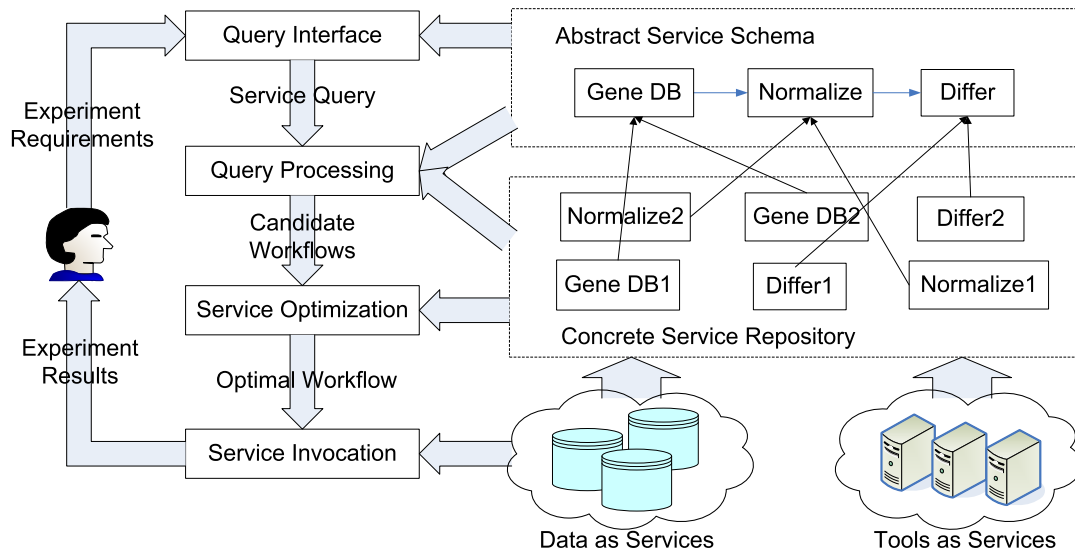 Query Interface
Abstract Service Schema
Gene DB
Normalize
Differ
Service Query
Experiment
Requirements
Query Processing
Candidate
Workflows
Normalize2
Gene DB2
Differ2
Gene DB1
Differ1
Normalize1
Service Optimization
Concrete Service Repository
Experiment
Results
Optimal Workflow
Service Invocation
Data as Services
Tools as Services